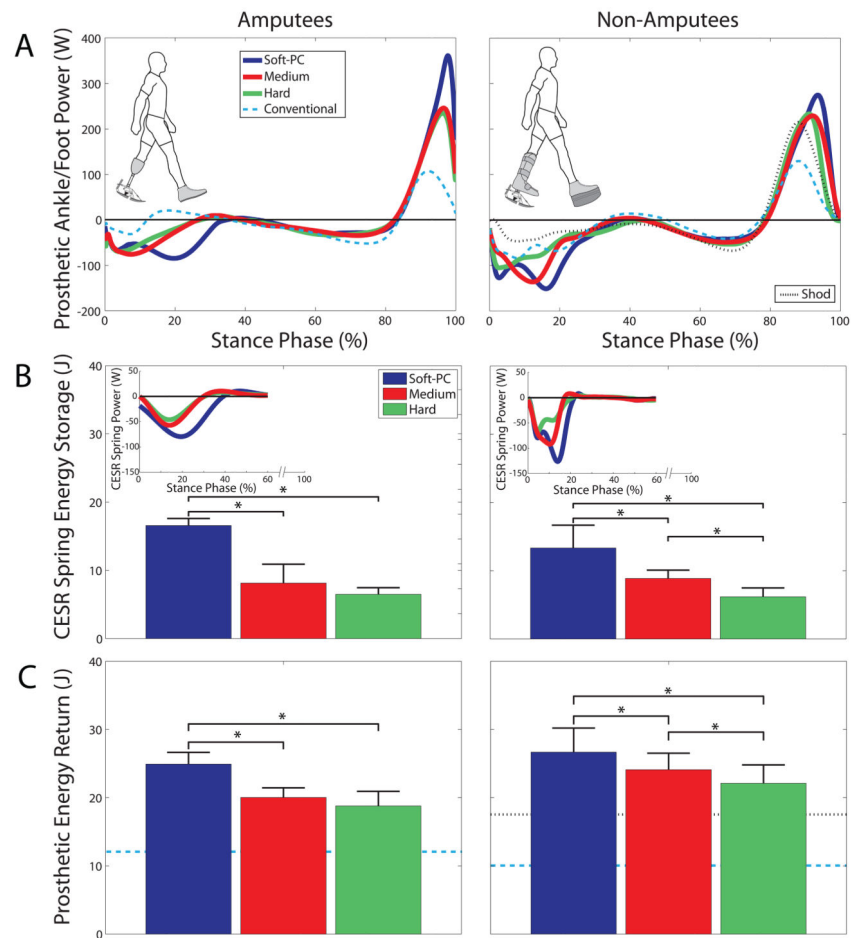 Amputees
Non-Amputees
A
Prosthetic Ankle/Foot Power (W)
400
300
200
100
0
-100
-200
Soft-PC
Medium
Hard
Conventional
0 20 40 60 80 100
Stance Phase (%)
Shod
0 20 40 60 80 100
Stance Phase (%)
B
CESR Spring Energy Storage (J)
40
30
20
10
0
CESR Spring Power (W)
50
0
-50
-100
-150
0 20 40 60 100
Stance Phase (%)
Soft-PC
Medium
Hard
*
*
CESR Spring Power (W)
50
0
-50
-100
-150
0 20 40 60 100
Stance Phase (%)
*
*
*
C
Prosthetic Energy Return (J)
40
30
20
10
0
*
*
*
*
*